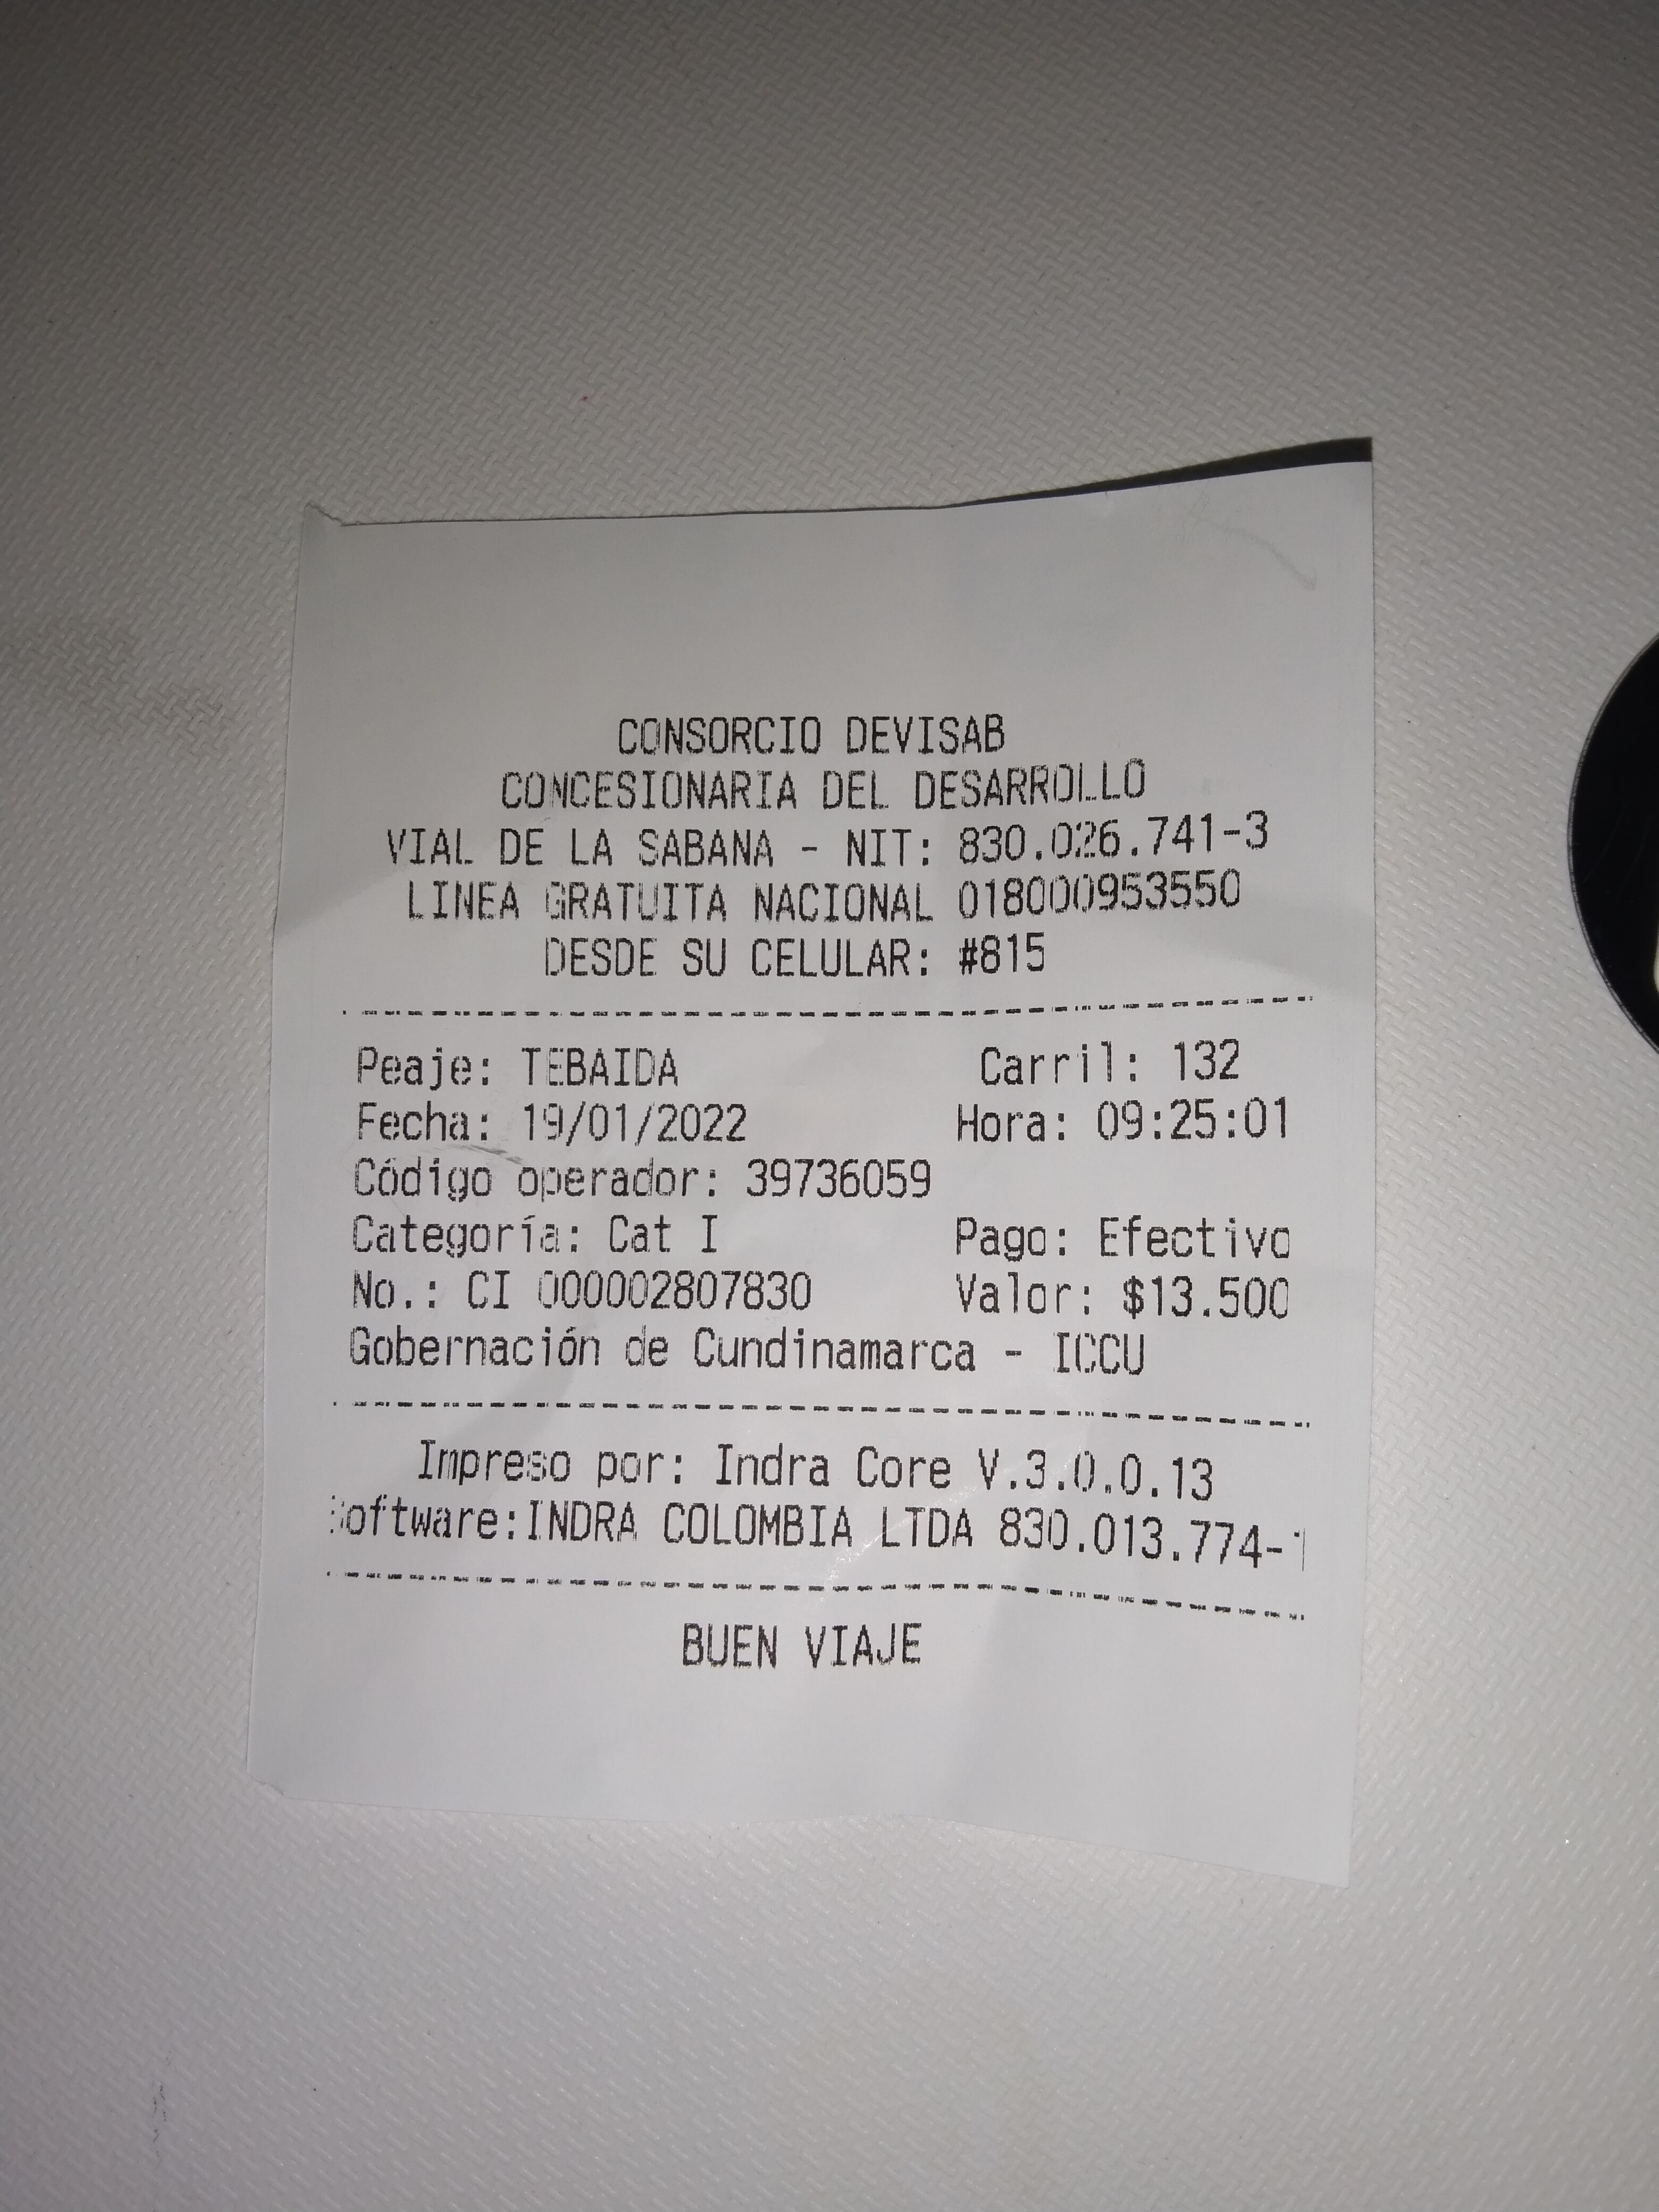 CONSORCIO DEVISAB
CONCESIONARIA DEL DESARROLLO
VIAL DE LA SABANA - NIT: 830.026.741-3
LINEA GRATUITA NACIONAL 018000953550
DESDE SU CELULAR: #815
Peaje: TEBAIDA Carril: 132
Fecha: 19/01/2022 Hora: 09:25:01
Código operador: 39736059
Categoría: Cat I Pago: Efectivo
No.: CI 000002807830 Valor: $13.500
Gobernación de Cundinamarca - ICCU
Impreso por: Indra Core V.3.0.0.13
Software:INDRA COLOMBIA LTDA 830.013.774-1
BUEN VIAJE